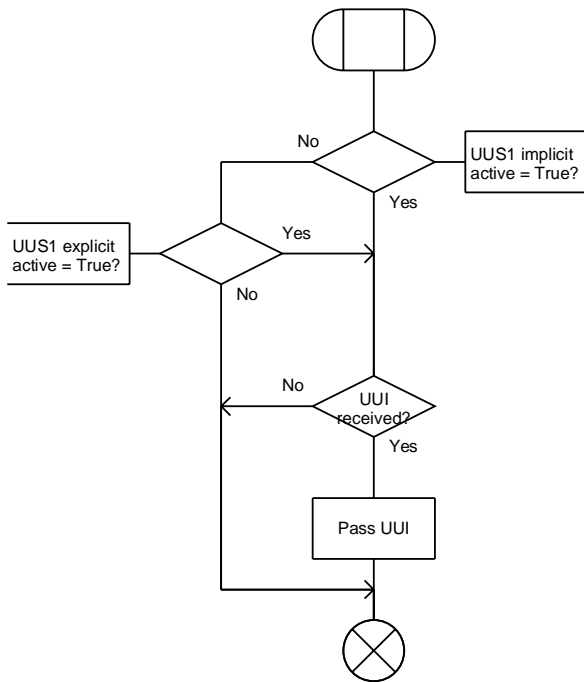 No
UUS1 implicit
active = True?
Yes
UUS1 explicit
active = True?
Yes
No
No
UUI
received?
Yes
Pass UUI